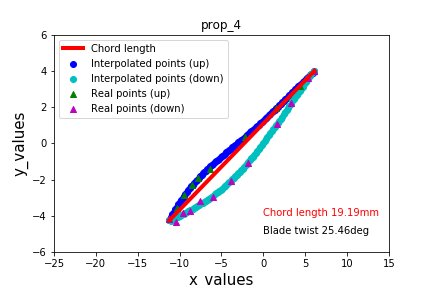 prop_4
Chord length
Interpolated points (up)
Interpolated points (down)
Real points (up)
Real points (down)
6
4
2
0
−2
−4
−6
y_values
Chord length 19.19mm
Blade twist 25.46deg
−25 −20 −15 −10 −5 0 5 10 15
x_values